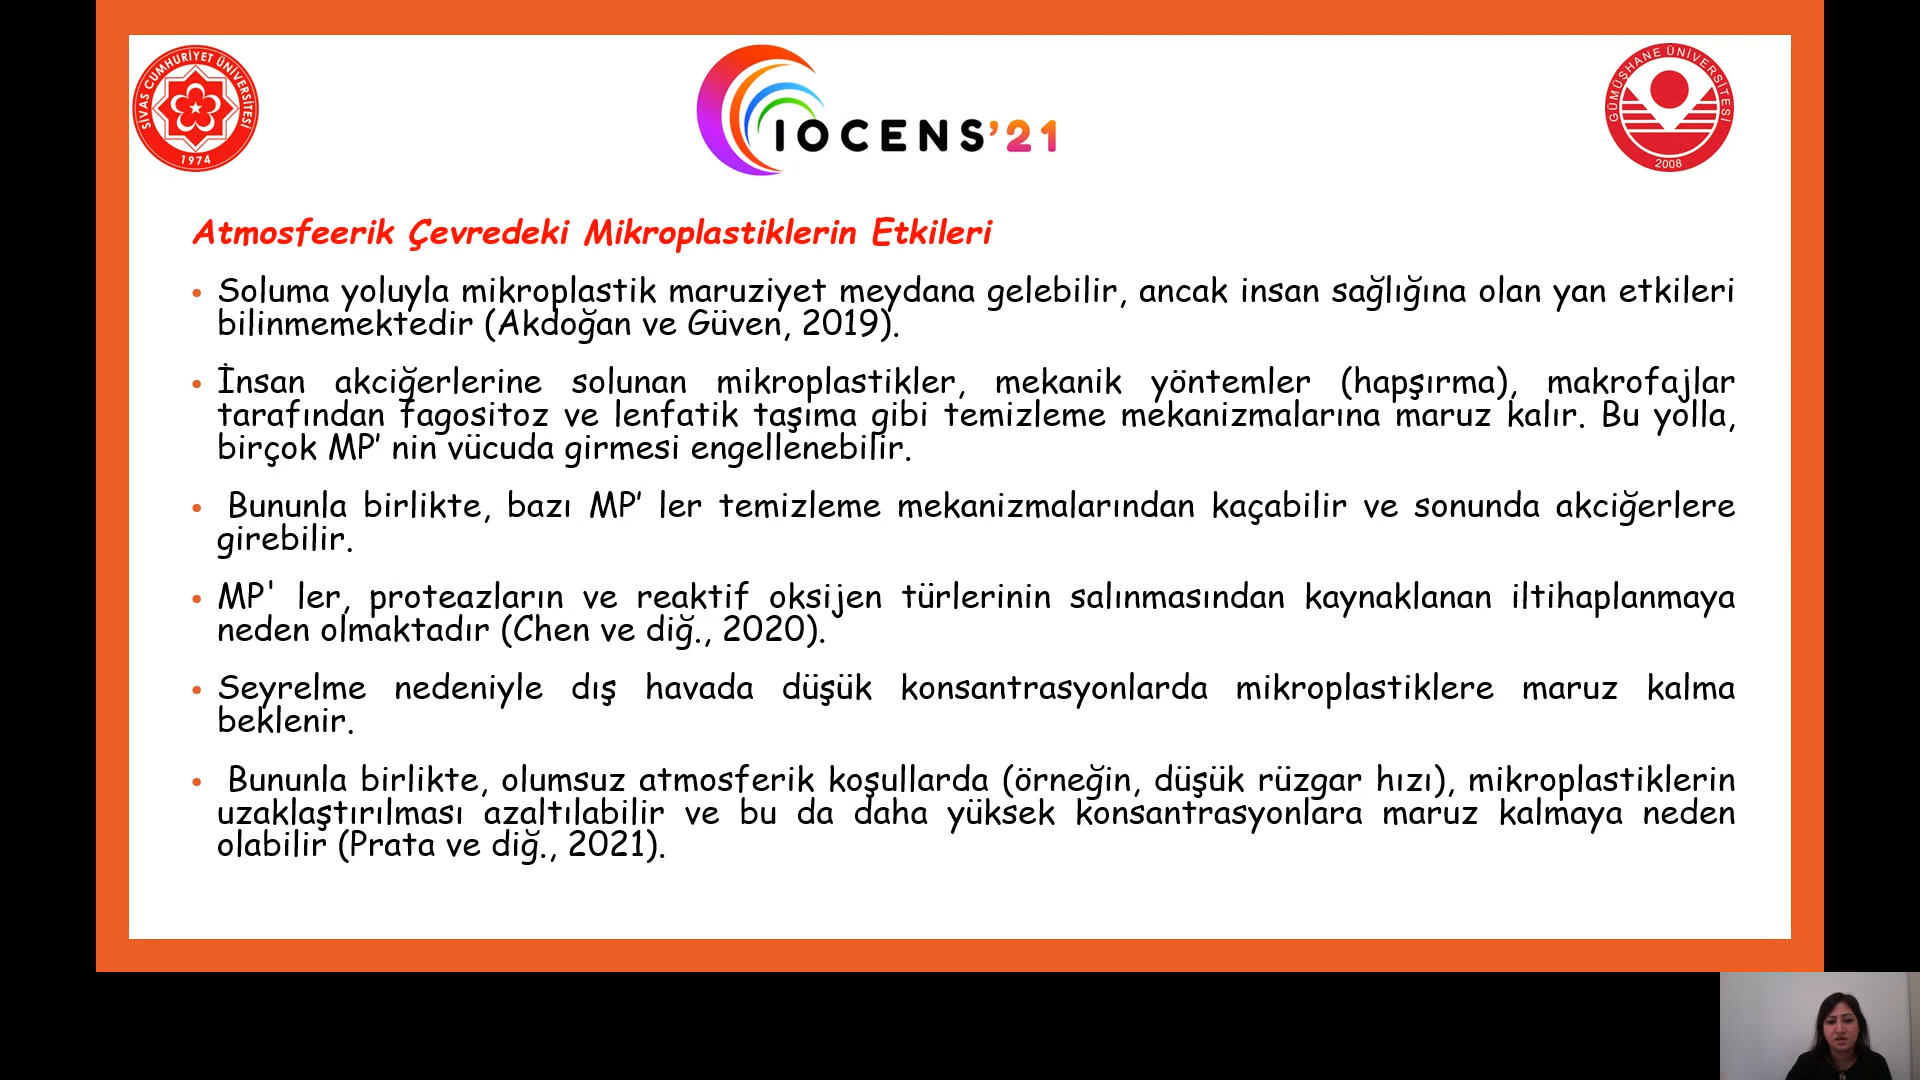 SİVAS CUMHURİYET ÜNİVERSİTESİ
1974
IOCENS'21
GÜMÜŞHANE ÜNİVERSİTESİ
2008
Atmosfeerik Çevredeki Mikroplastiklerin Etkileri
• Soluma yoluyla mikroplastik maruziyet meydana gelebilir, ancak insan sağlığına olan yan etkileri
bilinmemektedir (Akdoğan ve Güven, 2019).
• İnsan akciğerlerine solunan mikroplastikler, mekanik yöntemler (hapşırma), makrofajlar
tarafından fagositoz ve lenfatik taşıma gibi temizleme mekanizmalarına maruz kalır. Bu yolla,
birçok MP’ nin vücuda girmesi engellenebilir.
• Bununla birlikte, bazı MP’ ler temizleme mekanizmalarından kaçabilir ve sonunda akciğerlere
girebilir.
• MP' ler, proteazların ve reaktif oksijen türlerinin salınmasından kaynaklanan iltihaplanmaya
neden olmaktadır (Chen ve diğ., 2020).
• Seyrelme nedeniyle dış havada düşük konsantrasyonlarda mikroplastiklere maruz kalma
beklenir.
• Bununla birlikte, olumsuz atmosferik koşullarda (örneğin, düşük rüzgar hızı), mikroplastiklerin
uzaklaştırılması azaltılabilir ve bu da daha yüksek konsantrasyonlara maruz kalmaya neden
olabilir (Prata ve diğ., 2021).